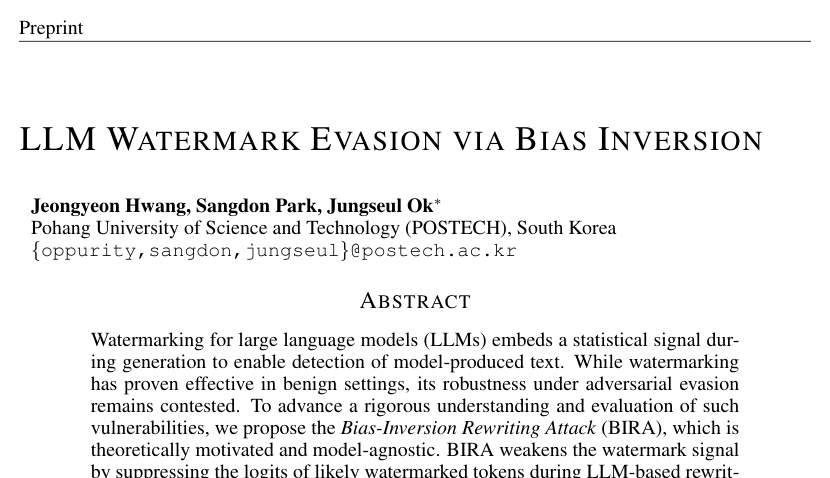 Preprint
LLM WATERMARK EVASION VIA BIAS INVERSION
Jeongyeon Hwang, Sangdon Park, Jungseul Ok*
Pohang University of Science and Technology (POSTECH), South Korea
{oppurity,sangdon,jungseul}@postech.ac.kr
ABSTRACT
Watermarking for large language models (LLMs) embeds a statistical signal dur-
ing generation to enable detection of model-produced text. While watermarking
has proven effective in benign settings, its robustness under adversarial evasion
remains contested. To advance a rigorous understanding and evaluation of such
vulnerabilities, we propose the Bias-Inversion Rewriting Attack (BIRA), which is
theoretically motivated and model-agnostic. BIRA weakens the watermark signal
by suppressing the logits of likely watermarked tokens during LLM-based rewrit-